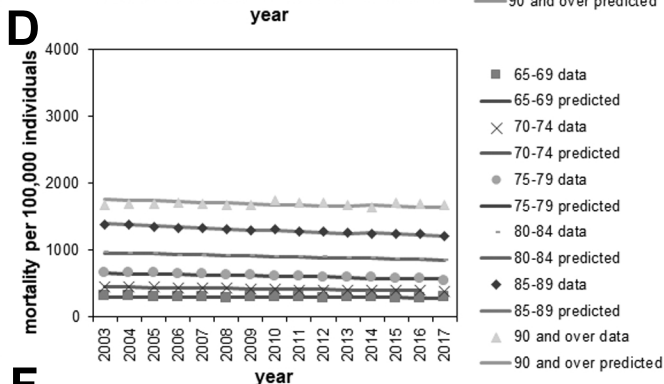 year
90 and over predicted
D
mortality per 100,000 individuals
4000
3000
2000
1000
0
2003 2004 2005 2006 2007 2008 2009 2010 2011 2012 2013 2014 2015 2016 2017
year
65-69 data
65-69 predicted
70-74 data
70-74 predicted
75-79 data
75-79 predicted
80-84 data
80-84 predicted
85-89 data
85-89 predicted
90 and over data
90 and over predicted